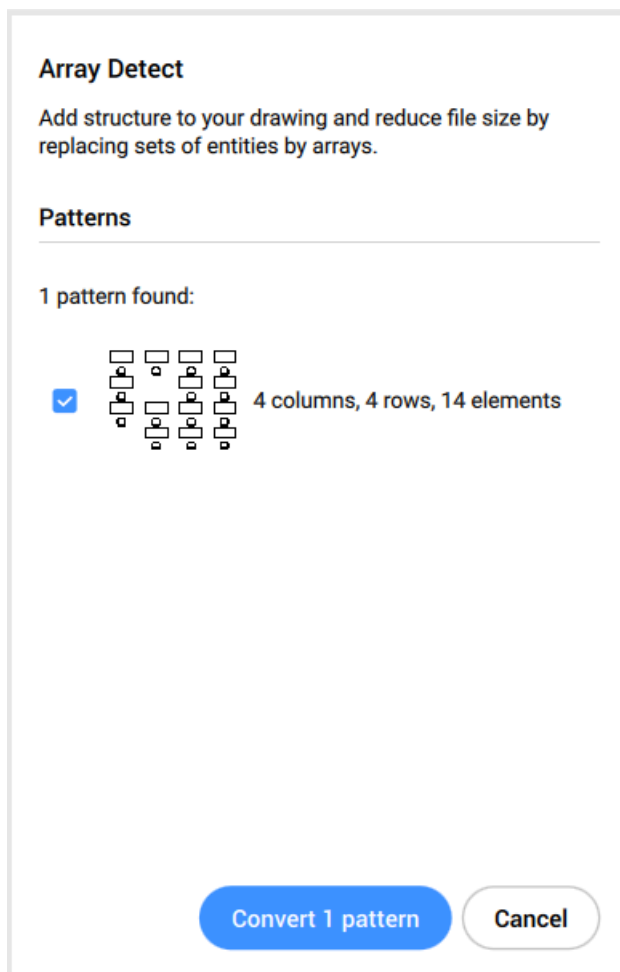 Array Detect
Add structure to your drawing and reduce file size by
replacing sets of entities by arrays.
Patterns
1 pattern found:
4 columns, 4 rows, 14 elements
Convert 1 pattern
Cancel